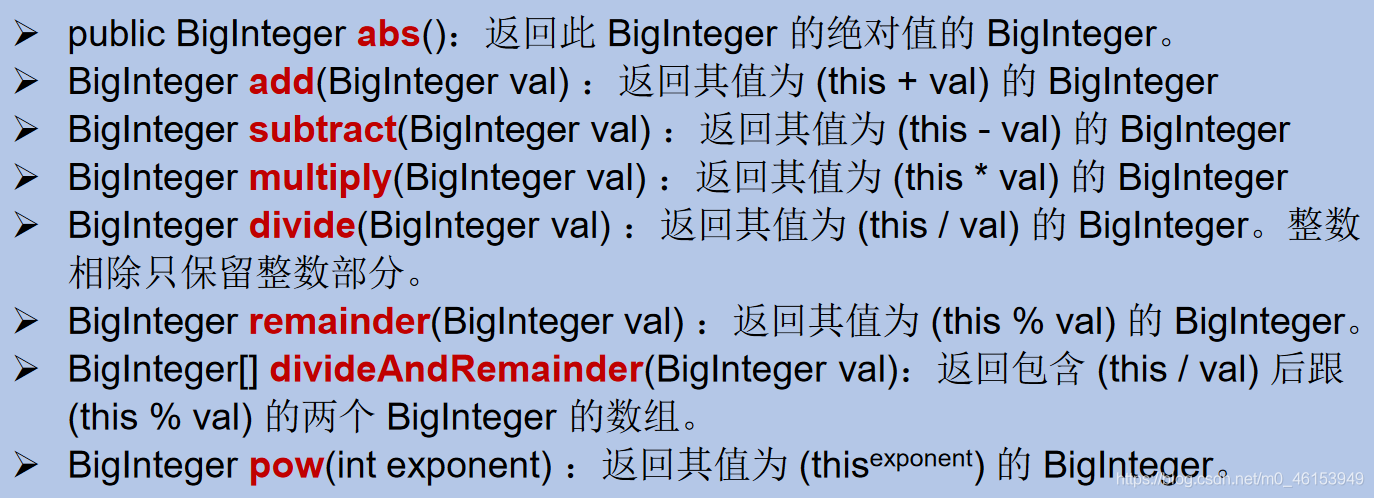 ➢ public BigInteger abs()：返回此 BigInteger 的绝对值的 BigInteger。
➢ BigInteger add(BigInteger val) ：返回其值为 (this + val) 的 BigInteger
➢ BigInteger subtract(BigInteger val) ：返回其值为 (this - val) 的 BigInteger
➢ BigInteger multiply(BigInteger val) ：返回其值为 (this * val) 的 BigInteger
➢ BigInteger divide(BigInteger val) ：返回其值为 (this / val) 的 BigInteger。整数
相除只保留整数部分。
➢ BigInteger remainder(BigInteger val) ：返回其值为 (this % val) 的 BigInteger。
➢ BigInteger[] divideAndRemainder(BigInteger val)：返回包含 (this / val) 后跟
(this % val) 的两个 BigInteger 的数组。
➢ BigInteger pow(int exponent) ：返回其值为 (thisexponent) 的 BigInteger。
https://blog.csdn.net/m0_46153949